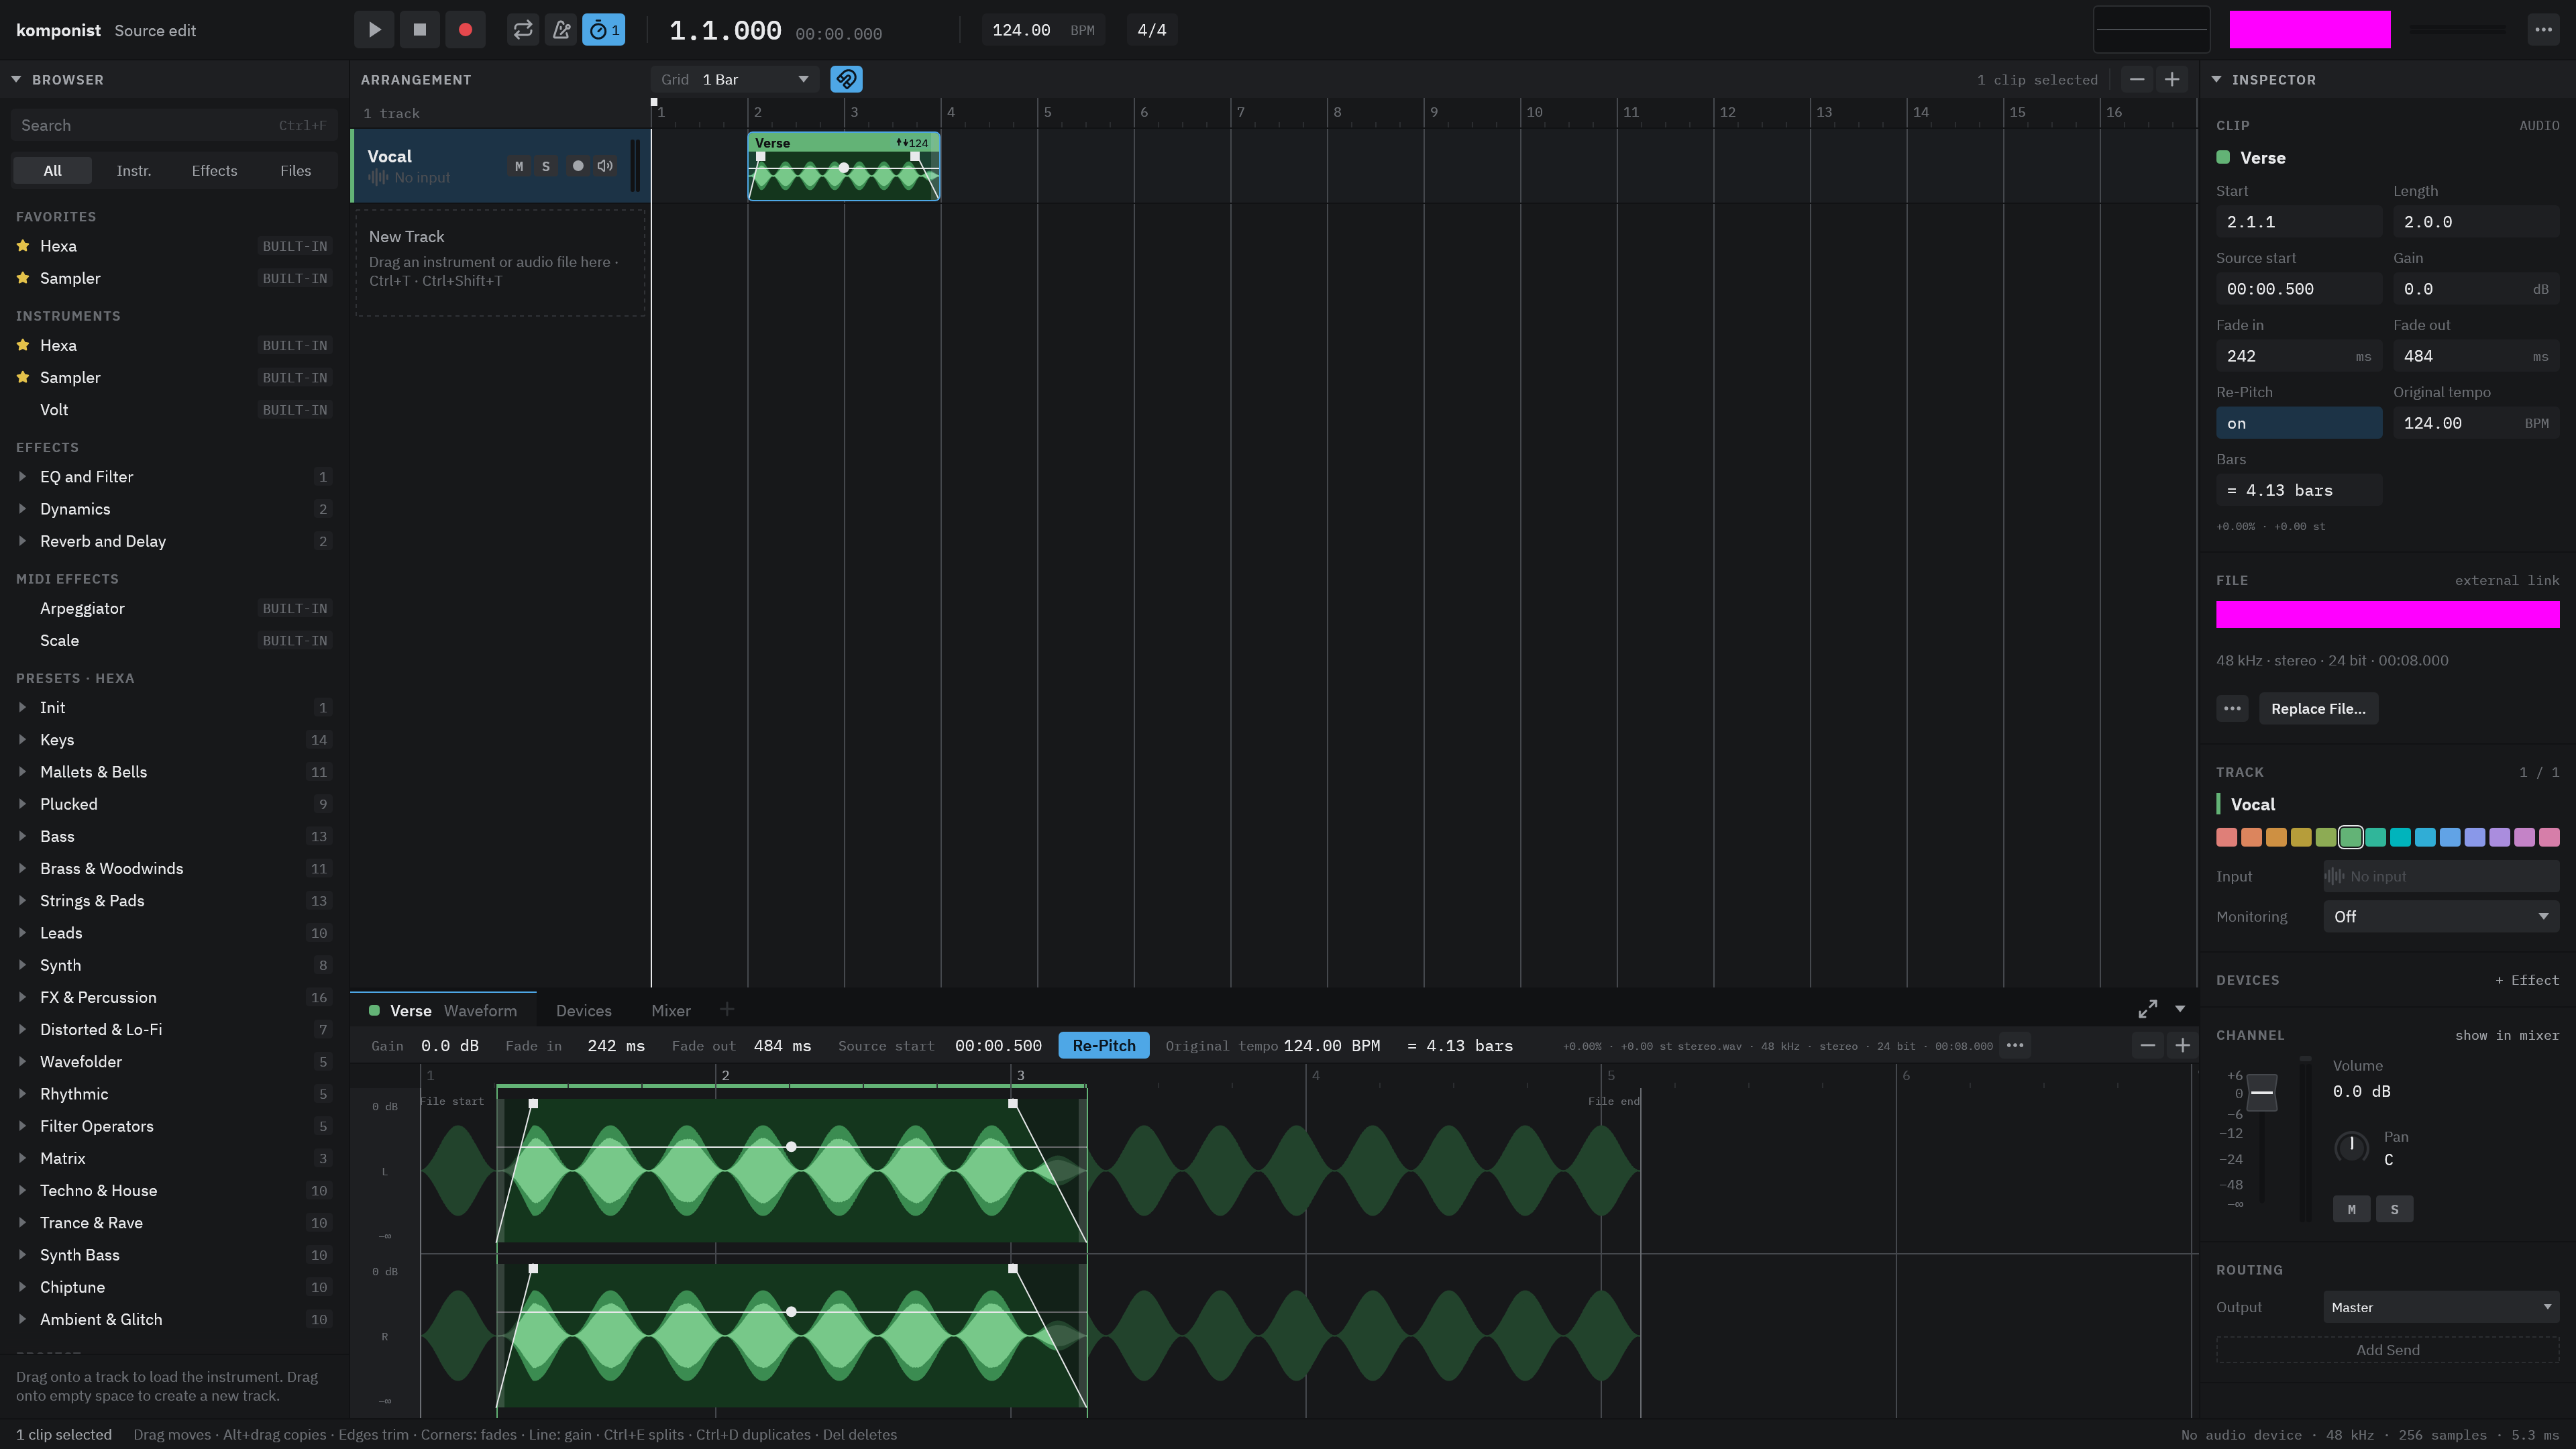 komponist Source edit
1
1.1.000 00:00.000
124.00 BPM
4/4
BROWSER
ARRANGEMENT
Grid 1 Bar
1 clip selected
INSPECTOR
Search Ctrl+F
All Instr. Effects Files
FAVORITES
Hexa BUILT-IN
Sampler BUILT-IN
INSTRUMENTS
Hexa BUILT-IN
Sampler BUILT-IN
Volt BUILT-IN
EFFECTS
EQ and Filter 1
Dynamics 2
Reverb and Delay 2
MIDI EFFECTS
Arpeggiator BUILT-IN
Scale BUILT-IN
PRESETS · HEXA
Init 1
Keys 14
Mallets & Bells 11
Plucked 9
Bass 13
Brass & Woodwinds 11
Strings & Pads 13
Leads 10
Synth 8
FX & Percussion 16
Distorted & Lo-Fi 7
Wavefolder 5
Rhythmic 5
Filter Operators 5
Matrix 3
Techno & House 10
Trance & Rave 10
Synth Bass 10
Chiptune 10
Ambient & Glitch 10
Drag onto a track to load the instrument. Drag
onto empty space to create a new track.
1 track
1 2 3 4 5 6 7 8 9 10 11 12 13 14 15 16
Vocal
No input
M S
Verse 124
New Track
Drag an instrument or audio file here ·
Ctrl+T · Ctrl+Shift+T
Verse Waveform Devices Mixer
Gain 0.0 dB Fade in 242 ms Fade out 484 ms Source start 00:00.500 Re-Pitch Original tempo 124.00 BPM = 4.13 bars +0.00% · +0.00 st stereo.wav · 48 kHz · stereo · 24 bit · 00:08.000
1 2 3 4 5 6
File start File end
0 dB
L
−∞
0 dB
R
−∞
CLIP AUDIO
Verse
Start Length
2.1.1 2.0.0
Source start Gain
00:00.500 0.0 dB
Fade in Fade out
242 ms 484 ms
Re-Pitch Original tempo
on 124.00 BPM
Bars
= 4.13 bars
+0.00% · +0.00 st
FILE external link
48 kHz · stereo · 24 bit · 00:08.000
Replace File...
TRACK 1 / 1
Vocal
Input No input
Monitoring Off
DEVICES + Effect
CHANNEL show in mixer
+6
0
−6
−12
−24
−48
−∞
Volume
0.0 dB
Pan
C
M S
ROUTING
Output Master
Add Send
1 clip selected Drag moves · Alt+drag copies · Edges trim · Corners: fades · Line: gain · Ctrl+E splits · Ctrl+D duplicates · Del deletes
No audio device · 48 kHz · 256 samples · 5.3 ms